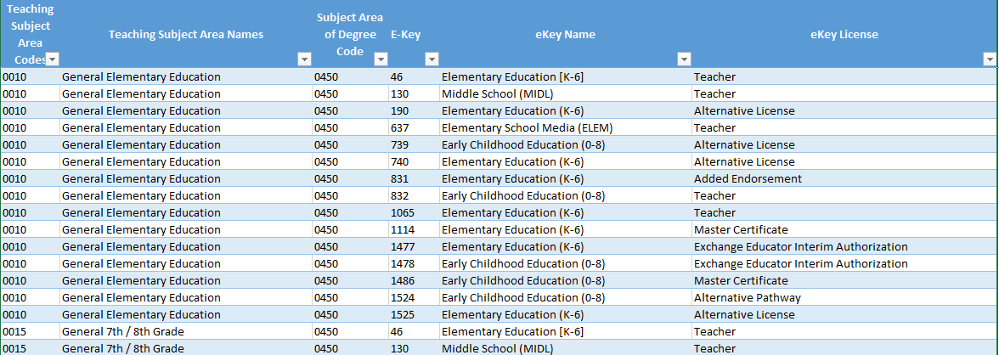 Teaching Subject Area Codes Teaching Subject Area Names Subject Area of Degree Code E-Key eKey Name eKey License
0010 General Elementary Education 0450 46 Elementary Education [K-6] Teacher
0010 General Elementary Education 0450 130 Middle School (MIDL) Teacher
0010 General Elementary Education 0450 190 Elementary Education (K-6) Alternative License
0010 General Elementary Education 0450 637 Elementary School Media (ELEM) Teacher
0010 General Elementary Education 0450 739 Early Childhood Education (0-8) Alternative License
0010 General Elementary Education 0450 740 Elementary Education (K-6) Alternative License
0010 General Elementary Education 0450 831 Elementary Education (K-6) Added Endorsement
0010 General Elementary Education 0450 832 Early Childhood Education (0-8) Teacher
0010 General Elementary Education 0450 1065 Elementary Education (K-6) Teacher
0010 General Elementary Education 0450 1114 Elementary Education (K-6) Master Certificate
0010 General Elementary Education 0450 1477 Elementary Education (K-6) Exchange Educator Interim Authorization
0010 General Elementary Education 0450 1478 Early Childhood Education (0-8) Exchange Educator Interim Authorization
0010 General Elementary Education 0450 1486 Early Childhood Education (0-8) Master Certificate
0010 General Elementary Education 0450 1524 Early Childhood Education (0-8) Alternative Pathway
0010 General Elementary Education 0450 1525 Elementary Education (K-6) Alternative License
0015 General 7th / 8th Grade 0450 46 Elementary Education [K-6] Teacher
0015 General 7th / 8th Grade 0450 130 Middle School (MIDL) Teacher